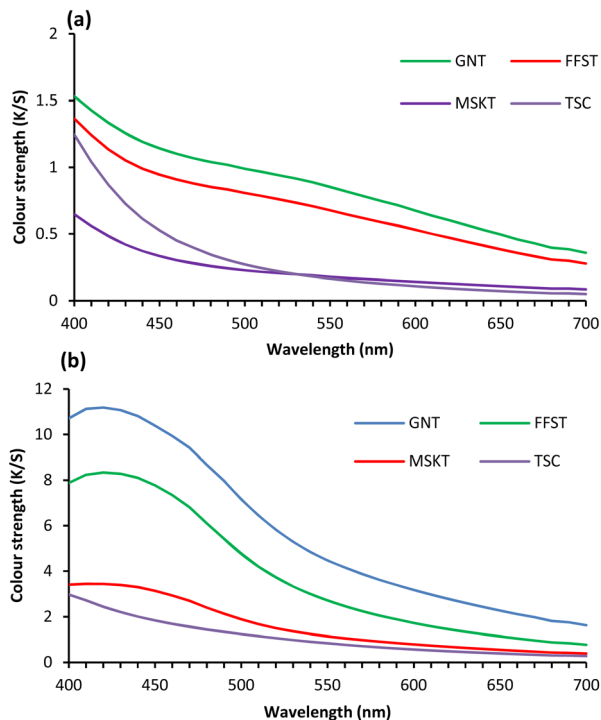 (a)
GNT FFST
MSKT TSC
2
1.5
1
0.5
0
Colour strength (K/S)
400 450 500 550 600 650 700
Wavelength (nm)
(b)
GNT FFST
MSKT TSC
12
10
8
6
4
2
0
Colour strength (K/S)
400 450 500 550 600 650 700
Wavelength (nm)